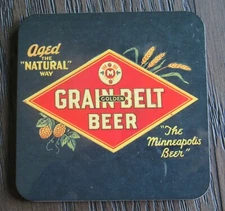 Aged
THE
"NATURAL"
WAY
M
GRAIN BELT
GOLDEN
BEER
"The
Minneapolis
Beer"